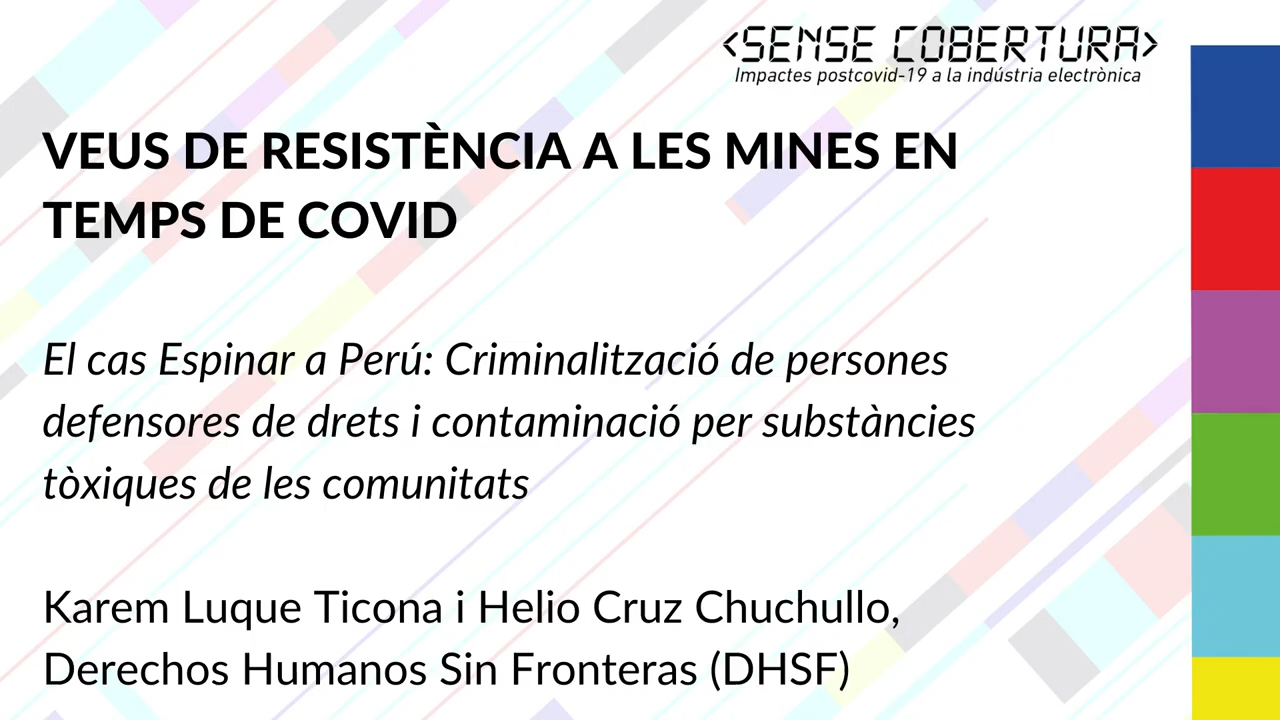 <SENSE COBERTURA>
Impactes postcovid-19 a la indústria electrònica
VEUS DE RESISTÈNCIA A LES MINES EN
TEMPS DE COVID
El cas Espinar a Perú: Criminalització de persones
defensores de drets i contaminació per substàncies
tòxiques de les comunitats
Karem Luque Ticona i Helio Cruz Chuchullo,
Derechos Humanos Sin Fronteras (DHSF)